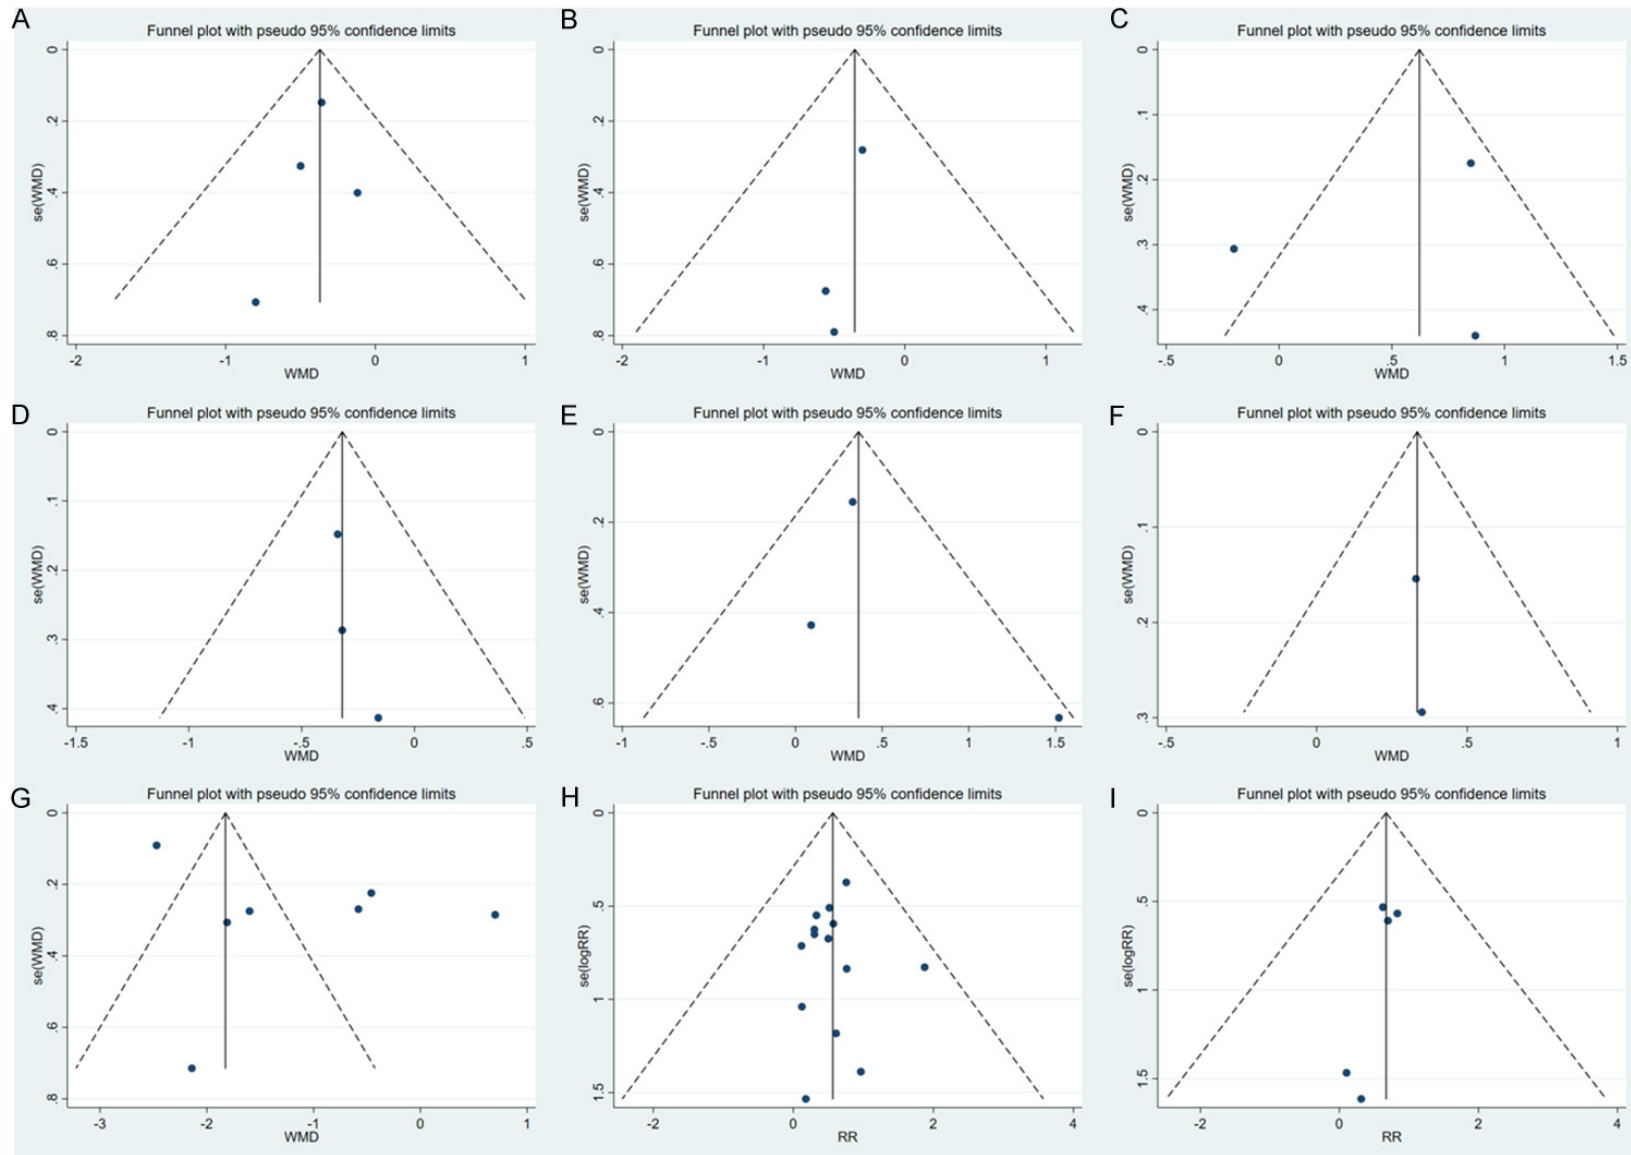 A
Funnel plot with pseudo 95% confidence limits
0
.2
.4
.6
.8
se(WMD)
-2
-1
0
1
WMD
B
Funnel plot with pseudo 95% confidence limits
0
.2
.4
.6
.8
se(WMD)
-2
-1
0
1
WMD
C
Funnel plot with pseudo 95% confidence limits
0
.1
.2
.3
.4
se(WMD)
-.5
0
.5
1
1.5
WMD
D
Funnel plot with pseudo 95% confidence limits
0
.1
.2
.3
.4
se(WMD)
-1.5
-1
-.5
0
.5
WMD
E
Funnel plot with pseudo 95% confidence limits
0
.2
.4
.6
se(WMD)
-1
-.5
0
.5
1
1.5
WMD
F
Funnel plot with pseudo 95% confidence limits
0
.1
.2
.3
se(WMD)
-.5
0
.5
1
WMD
G
Funnel plot with pseudo 95% confidence limits
0
.2
.4
.6
.8
se(WMD)
-3
-2
-1
0
1
WMD
H
Funnel plot with pseudo 95% confidence limits
0
.5
1
1.5
se(logRR)
-2
0
2
4
RR
I
Funnel plot with pseudo 95% confidence limits
0
.5
1
1.5
se(logRR)
-2
0
2
4
RR